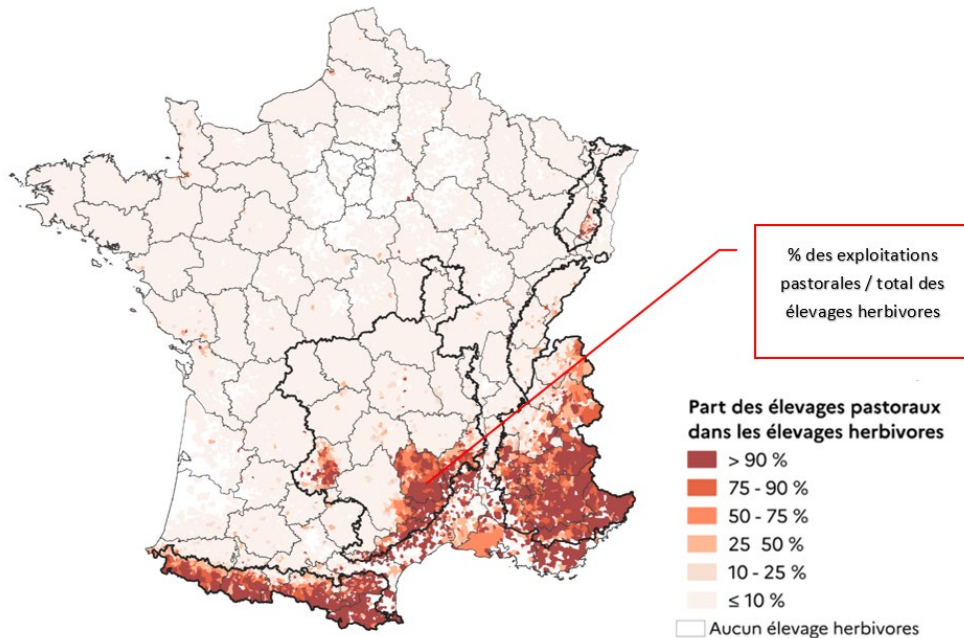 % des exploitations
pastorales / total des
élevages herbivores
Part des élevages pastoraux
dans les élevages herbivores
> 90 %
75 - 90 %
50 - 75 %
25 50 %
10 - 25 %
≤ 10 %
Aucun élevage herbivores